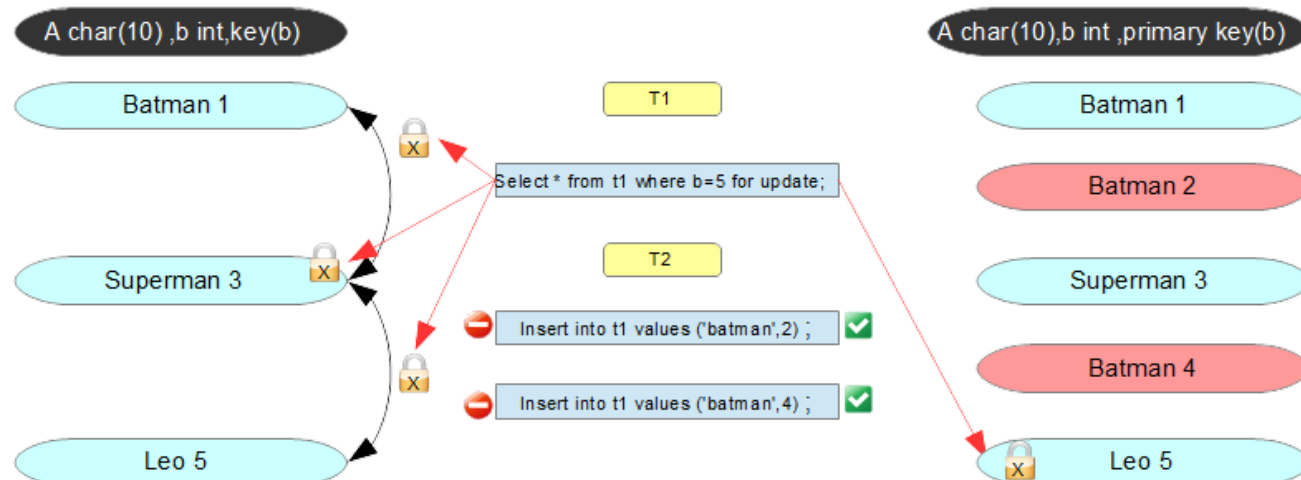 A char(10) ,b int,key(b)
A char(10),b int ,primary key(b)
Batman 1
T1
Batman 1
X
Select * from t1 where b=5 for update;
Batman 2
T2
X
Superman 3
Superman 3
Insert into t1 values ('batman',2) ;
X
Batman 4
Insert into t1 values ('batman',4) ;
Leo 5
X
Leo 5